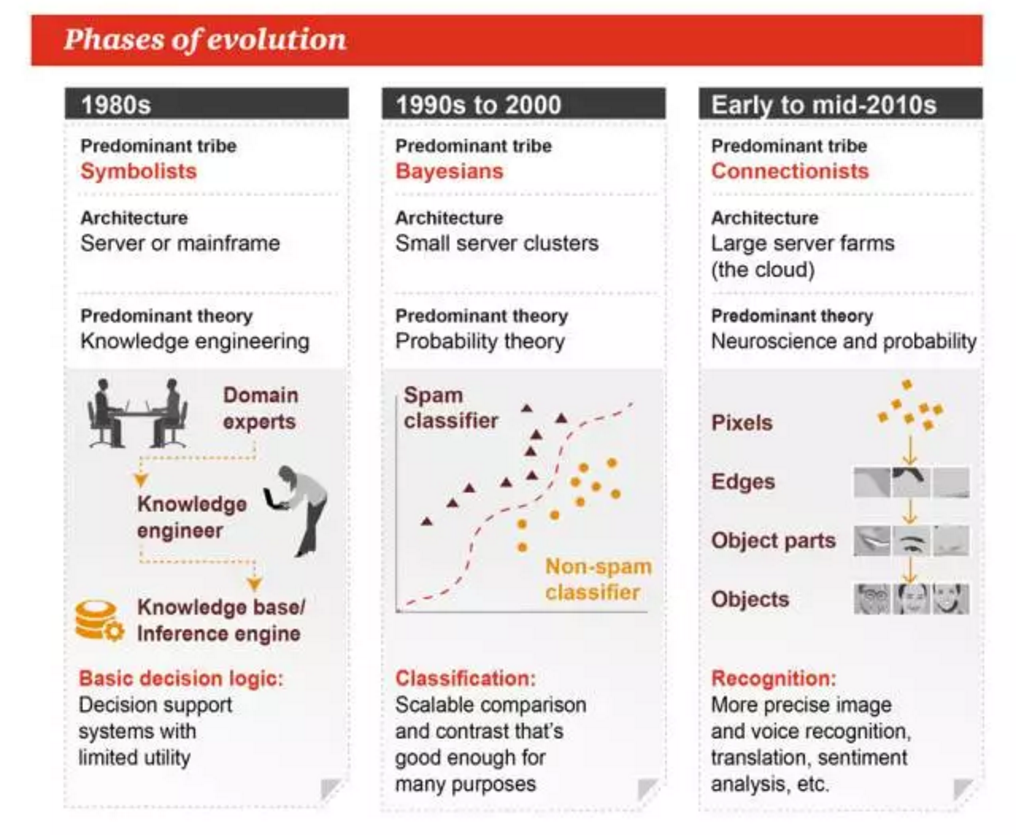 Phases of evolution
1980s
Predominant tribe
Symbolists
Architecture
Server or mainframe
Predominant theory
Knowledge engineering
Domain
experts
Knowledge
engineer
Knowledge base/
Inference engine
Basic decision logic:
Decision support
systems with
limited utility
1990s to 2000
Predominant tribe
Bayesians
Architecture
Small server clusters
Predominant theory
Probability theory
Spam
classifier
Non-spam
classifier
Classification:
Scalable comparison
and contrast that's
good enough for
many purposes
Early to mid-2010s
Predominant tribe
Connectionists
Architecture
Large server farms
(the cloud)
Predominant theory
Neuroscience and probability
Pixels
Edges
Object parts
Objects
Recognition:
More precise image
and voice recognition,
translation, sentiment
analysis, etc.